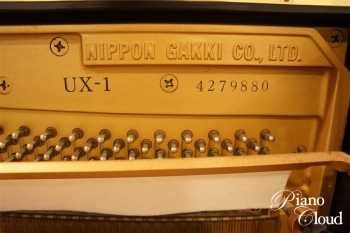 NIPPON GAKKI CO., LTD.
UX-1 4279880
Piano
Cloud